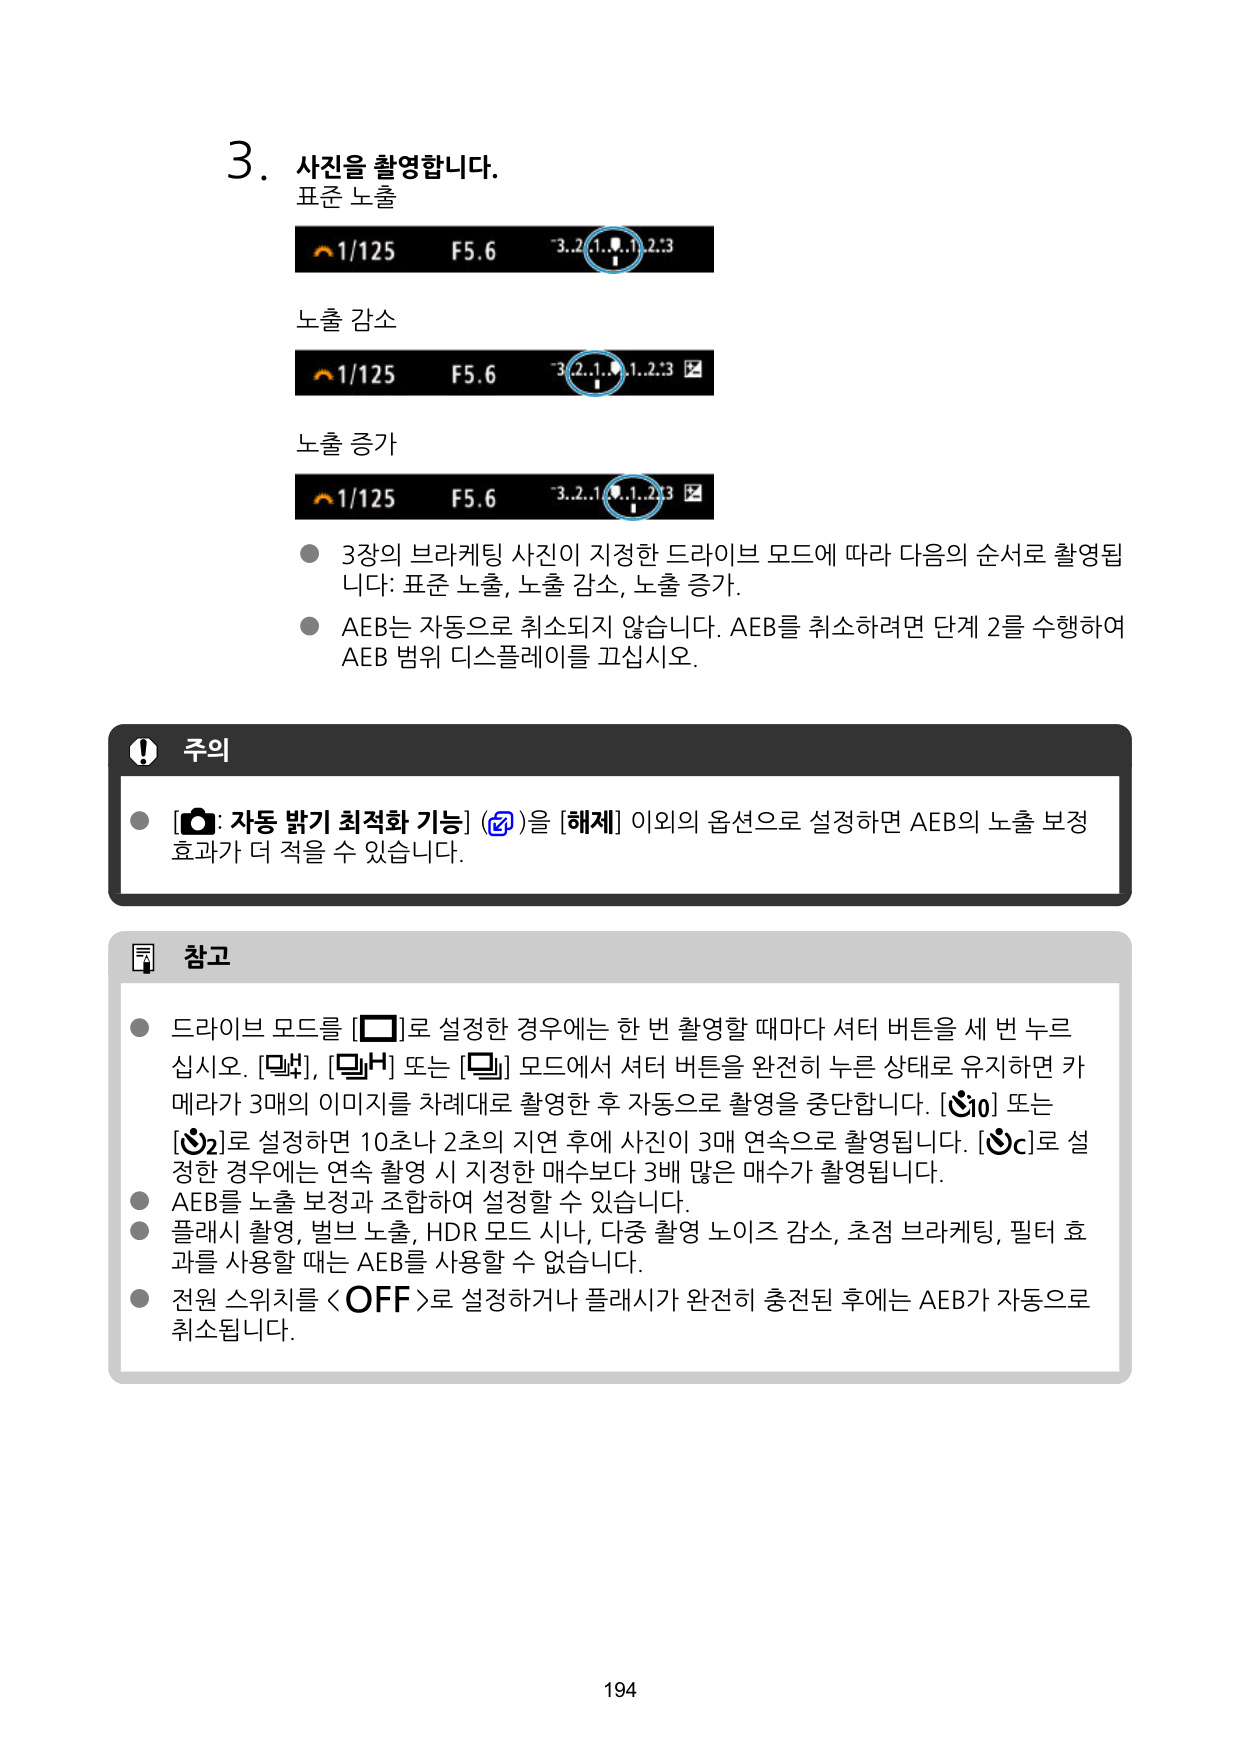 3. 사진을 촬영합니다.
표준 노출
1/125 F5.6 -3..2..1..0..1..2..+3
노출 감소
1/125 F5.6 -3..2..1..0..1..2..+3
노출 증가
1/125 F5.6 -3..2..1..0..1..2..+3
● 3장의 브라케팅 사진이 지정한 드라이브 모드에 따라 다음의 순서로 촬영됩
니다: 표준 노출, 노출 감소, 노출 증가.
● AEB는 자동으로 취소되지 않습니다. AEB를 취소하려면 단계 2를 수행하여
AEB 범위 디스플레이를 끄십시오.
주의
● [: 자동 밝기 최적화 기능] ()을 [해제] 이외의 옵션으로 설정하면 AEB의 노출 보정
효과가 더 적을 수 있습니다.
참고
● 드라이브 모드를 []로 설정한 경우에는 한 번 촬영할 때마다 셔터 버튼을 세 번 누르
십시오. [H+], [H] 또는 [] 모드에서 셔터 버튼을 완전히 누른 상태로 유지하면 카
메라가 3매의 이미지를 차례대로 촬영한 후 자동으로 촬영을 중단합니다. [10] 또는
[2]로 설정하면 10초나 2초의 지연 후에 사진이 3매 연속으로 촬영됩니다. [C]로 설
정한 경우에는 연속 촬영 시 지정한 매수보다 3배 많은 매수가 촬영됩니다.
● AEB를 노출 보정과 조합하여 설정할 수 있습니다.
● 플래시 촬영, 벌브 노출, HDR 모드 시나, 다중 촬영 노이즈 감소, 초점 브라케팅, 필터 효
과를 사용할 때는 AEB를 사용할 수 없습니다.
● 전원 스위치를 <OFF>로 설정하거나 플래시가 완전히 충전된 후에는 AEB가 자동으로
취소됩니다.
194